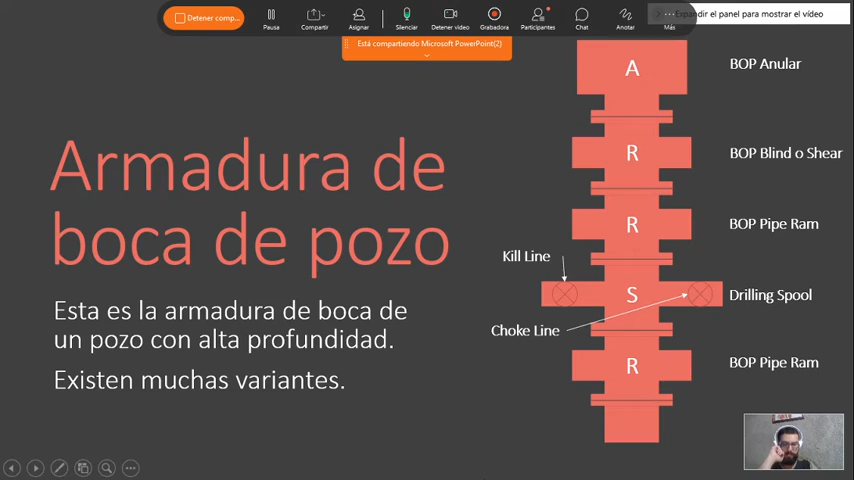 Detener comp...
Pausa
Compartir
Asignar
Silenciar
Detener video
Grabadora
Participantes
Chat
Anotar
Más
Expandir el panel para mostrar el vídeo
Está compartiendo Microsoft PowerPoint(2)
A
BOP Anular
R
BOP Blind o Shear
Armadura de
boca de pozo
R
BOP Pipe Ram
Kill Line
S
Drilling Spool
Choke Line
R
BOP Pipe Ram
Esta es la armadura de boca de
un pozo con alta profundidad.
Existen muchas variantes.